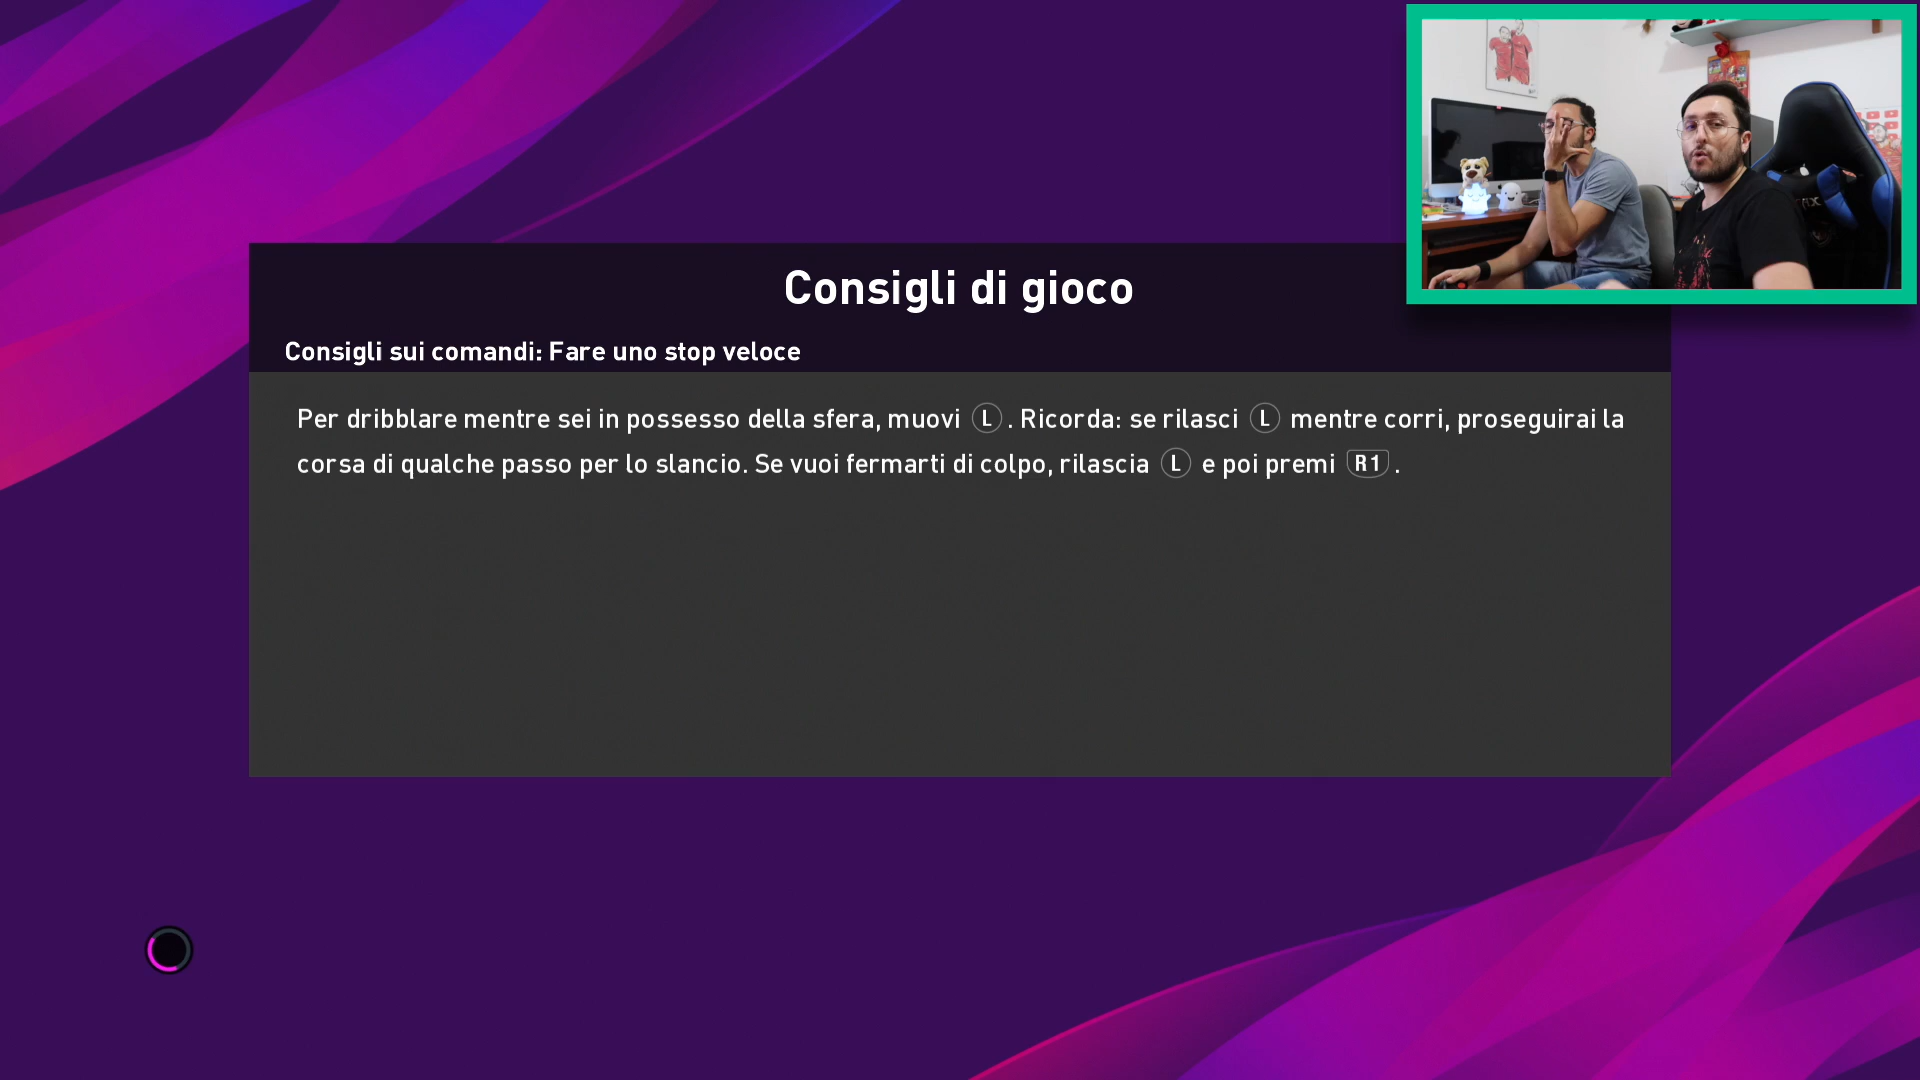 Consigli di gioco
Consigli sui comandi: Fare uno stop veloce
Per dribblare mentre sei in possesso della sfera, muovi L. Ricorda: se rilasci L mentre corri, proseguirai la
corsa di qualche passo per lo slancio. Se vuoi fermarti di colpo, rilascia L e poi premi R1.